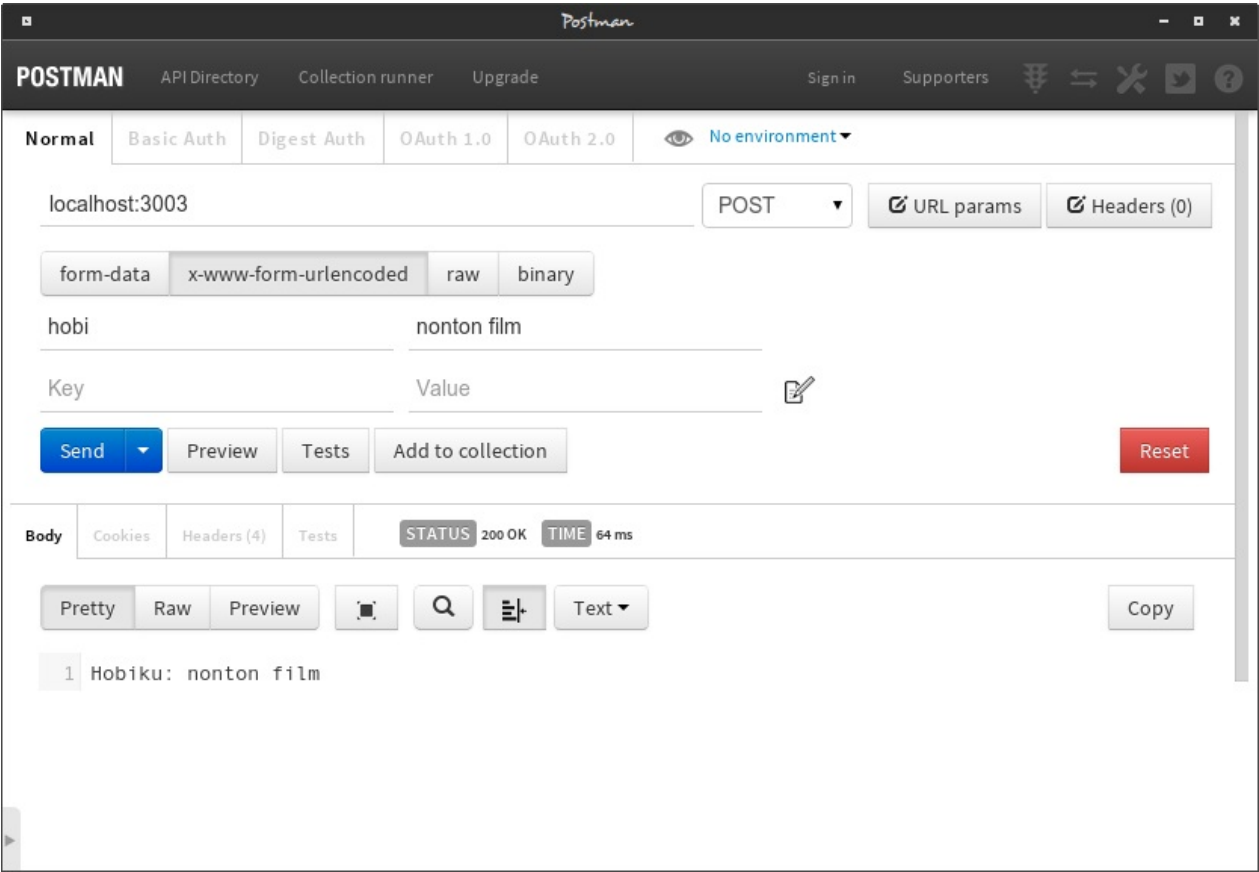 Postman
POSTMAN API Directory Collection runner Upgrade Sign in Supporters
Normal Basic Auth Digest Auth OAuth 1.0 OAuth 2.0 No environment
localhost:3003 POST URL params Headers (0)
form-data x-www-form-urlencoded raw binary
hobi nonton film
Key Value
Send Preview Tests Add to collection Reset
Body Cookies Headers (4) Tests STATUS 200 OK TIME 64 ms
Pretty Raw Preview Text Copy
1 Hobiku: nonton film